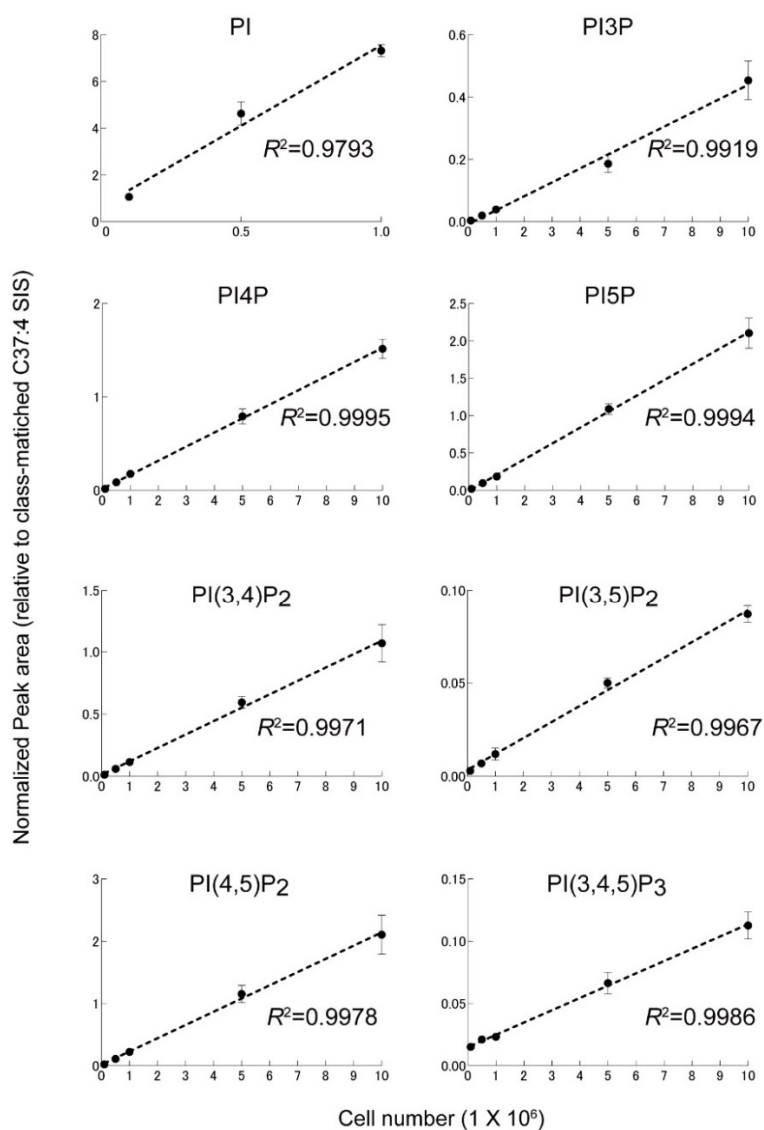 PI
PI3P
8
6
4
2
0
R²=0.9793
0 0.5 1.0
0.6
0.4
0.2
0.0
R²=0.9919
0 1 2 3 4 5 6 7 8 9 10
PI4P
PI5P
2
1
0
R²=0.9995
0 1 2 3 4 5 6 7 8 9 10
2.5
2.0
1.5
1.0
0.5
0.0
R²=0.9994
0 1 2 3 4 5 6 7 8 9 10
Normalized Peak area (relative to class-matiched C37:4 SIS)
PI(3,4)P2
PI(3,5)P2
1.5
1.0
0.5
0.0
R²=0.9971
0 1 2 3 4 5 6 7 8 9 10
0.10
0.05
0.00
R²=0.9967
0 1 2 3 4 5 6 7 8 9 10
PI(4,5)P2
PI(3,4,5)P3
3
2
1
0
R²=0.9978
0 1 2 3 4 5 6 7 8 9 10
0.15
0.10
0.05
0.00
R²=0.9986
0 1 2 3 4 5 6 7 8 9 10
Cell number (1 X 10⁶)